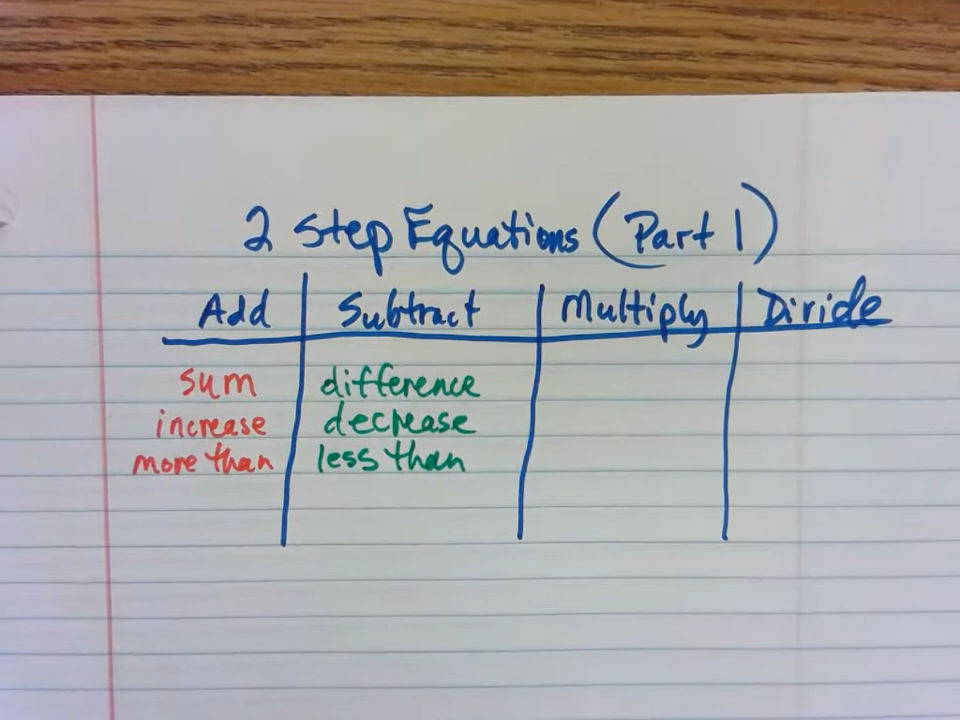 2 Step Equations (Part 1)
Add Subtract Multiply Divide
sum difference
increase decrease
more than less than